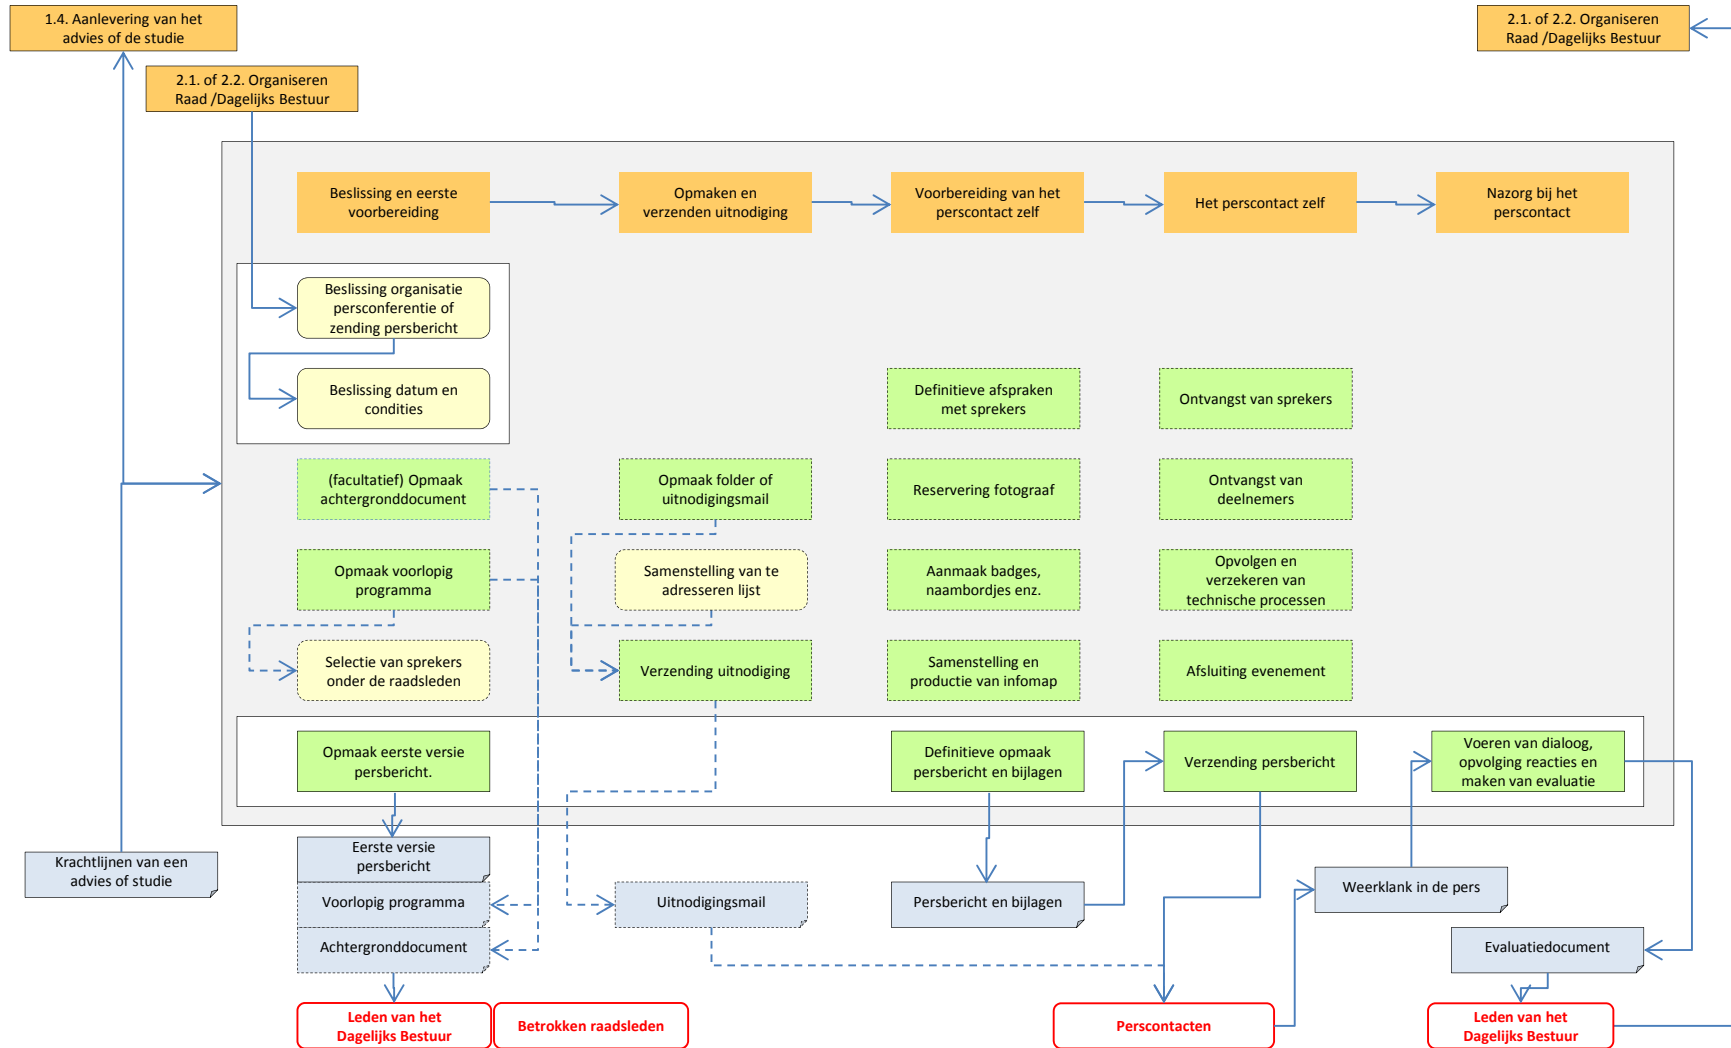 1.4. Aanlevering van het
advies of de studie
2.1. of 2.2. Organiseren
Raad /Dagelijks Bestuur
2.1. of 2.2. Organiseren
Raad /Dagelijks Bestuur
Beslissing en eerste
voorbereiding
Opmaken en
verzenden uitnodiging
Voorbereiding van het
perscontact zelf
Het perscontact zelf
Nazorg bij het
perscontact
Beslissing organisatie
persconferentie of
zending persbericht
Beslissing datum en
condities
Definitieve afspraken
met sprekers
Ontvangst van sprekers
(facultatief) Opmaak
achtergronddocument
Opmaak folder of
uitnodigingsmail
Reservering fotograaf
Ontvangst van
deelnemers
Opmaak voorlopig
programma
Samenstelling van te
adresseren lijst
Aanmaak badges,
naambordjes enz.
Opvolgen en
verzekeren van
technische processen
Selectie van sprekers
onder de raadsleden
Verzending uitnodiging
Samenstelling en
productie van infomap
Afsluiting evenement
Opmaak eerste versie
persbericht.
Definitieve opmaak
persbericht en bijlagen
Verzending persbericht
Voeren van dialoog,
opvolging reacties en
maken van evaluatie
Krachtlijnen van een
advies of studie
Eerste versie
persbericht
Voorlopig programma
Achtergronddocument
Uitnodigingsmail
Persbericht en bijlagen
Weerklank in de pers
Evaluatiedocument
Leden van het
Dagelijks Bestuur
Betrokken raadsleden
Perscontacten
Leden van het
Dagelijks Bestuur